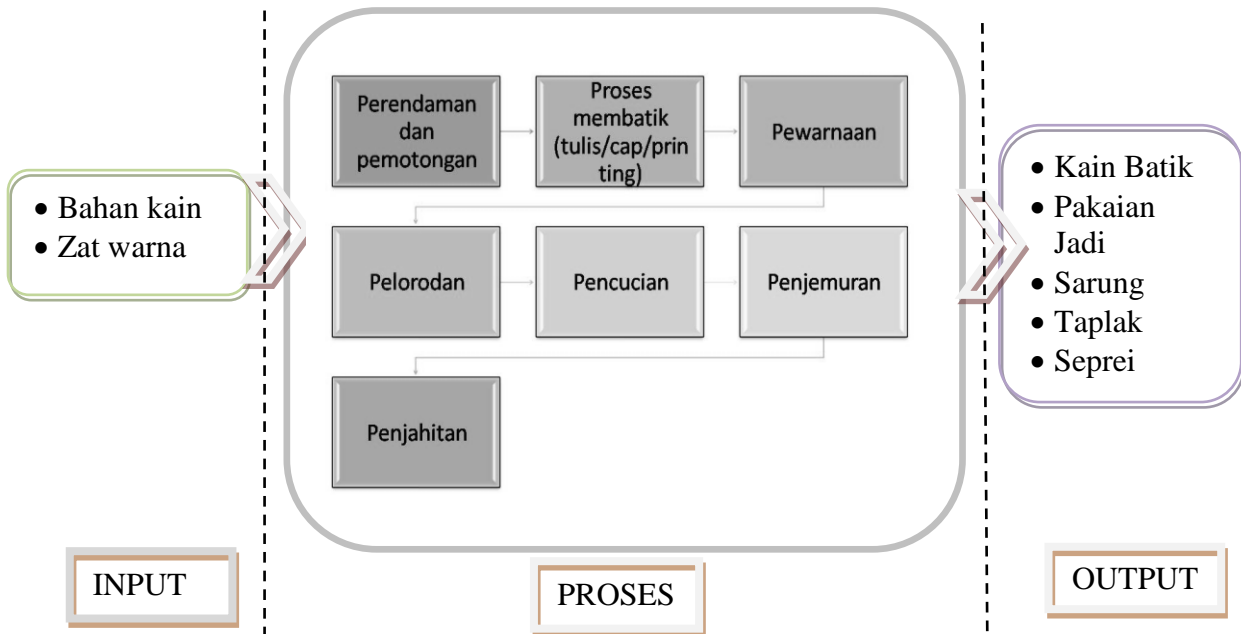 • Bahan kain
• Zat warna
Perendaman
dan
pemotongan
Proses
membatik
(tulis/cap/prin
ting)
Pewarnaan
Pelorodan
Pencucian
Penjemuran
Penjahitan
• Kain Batik
• Pakaian
Jadi
• Sarung
• Taplak
• Seprei
INPUT
PROSES
OUTPUT